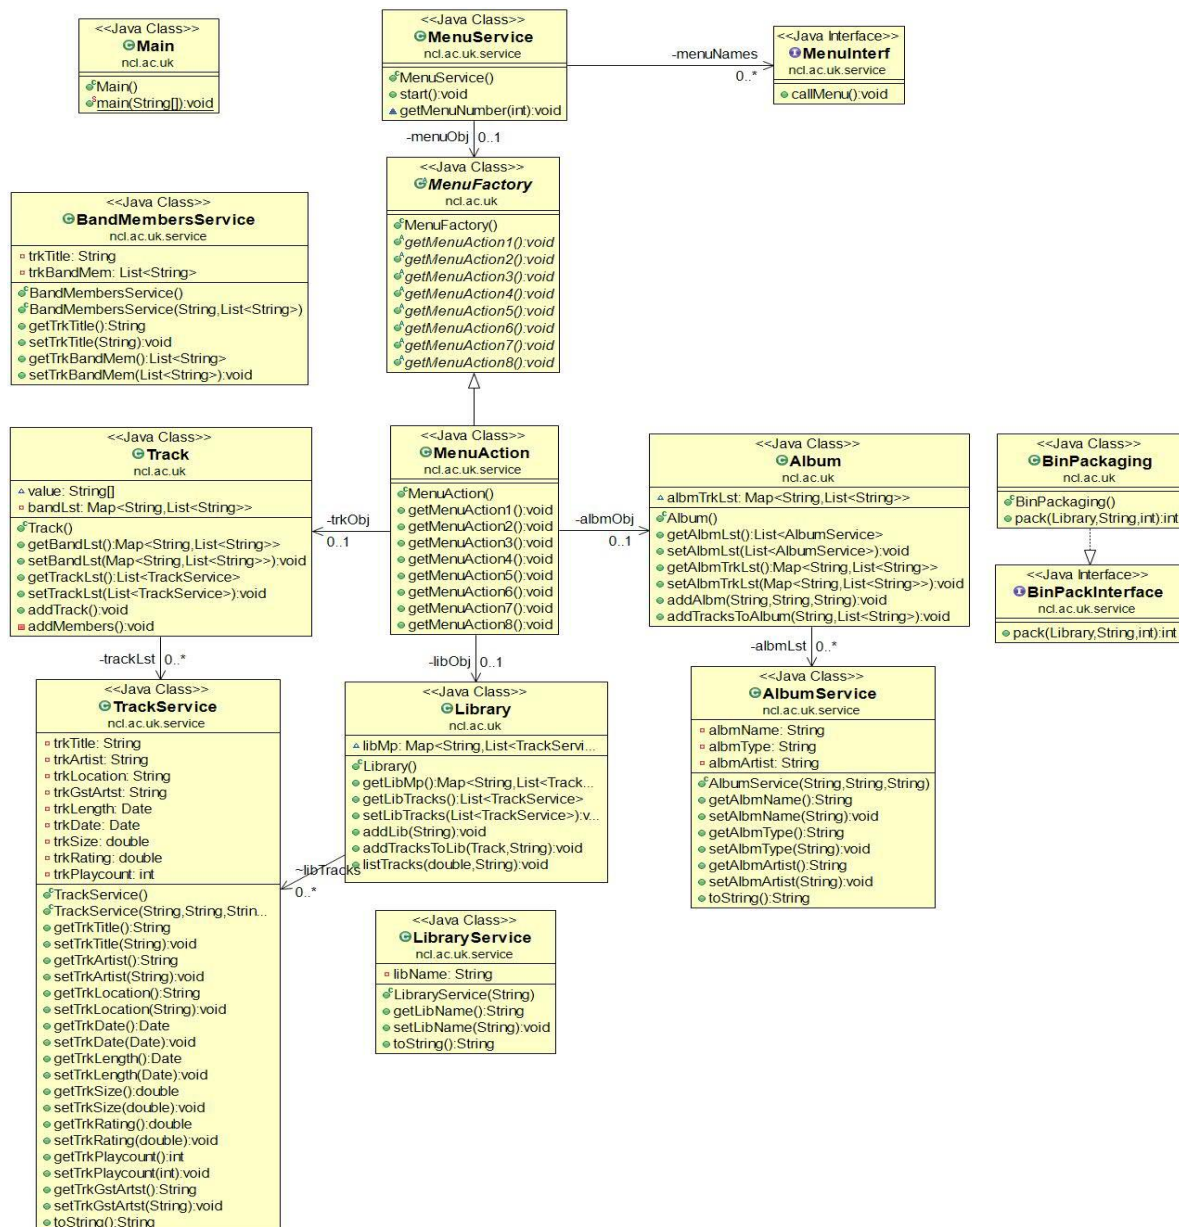 <<Java Class>>
Main
ncl.ac.uk
Main()
main(String[]):void
<<Java Class>>
MenuService
ncl.ac.uk.service
MenuService()
start():void
getMenuNumber(int):void
-menuNames
0..*
<<Java Interface>>
MenuInterf
ncl.ac.uk.service
callMenu():void
-menuObj 0..1
<<Java Class>>
MenuFactory
ncl.ac.uk
MenuFactory()
getMenuAction1():void
getMenuAction2():void
getMenuAction3():void
getMenuAction4():void
getMenuAction5():void
getMenuAction6():void
getMenuAction7():void
getMenuAction8():void
<<Java Class>>
BandMembersService
ncl.ac.uk.service
trkTitle: String
trkBandMem: List<String>
BandMembersService()
BandMembersService(String,List<String>)
getTrkTitle():String
setTrkTitle(String):void
getTrkBandMem():List<String>
setTrkBandMem(List<String>):void
<<Java Class>>
Track
ncl.ac.uk
value: String[]
bandLst: Map<String,List<String>>
Track()
getBandLst():Map<String,List<String>>
setBandLst(Map<String,List<String>>):void
getTrackLst():List<TrackService>
setTrackLst(List<TrackService>):void
addTrack():void
addMembers():void
-trkObj
0..1
<<Java Class>>
MenuAction
ncl.ac.uk.service
MenuAction()
getMenuAction1():void
getMenuAction2():void
getMenuAction3():void
getMenuAction4():void
getMenuAction5():void
getMenuAction6():void
getMenuAction7():void
getMenuAction8():void
-albmObj
0..1
<<Java Class>>
Album
ncl.ac.uk
albmTrkLst: Map<String,List<String>>
Album()
getAlbmLst():List<AlbumService>
setAlbmLst(List<AlbumService>):void
getAlbmTrkLst():Map<String,List<String>>
setAlbmTrkLst(Map<String,List<String>>):void
addAlbm(String,String,String):void
addTracksToAlbum(String,List<String>):void
<<Java Class>>
BinPackaging
ncl.ac.uk.service
BinPackaging()
pack(Library,String,int):int
<<Java Interface>>
BinPackInterface
ncl.ac.uk.service
pack(Library,String,int):int
-trackLst 0..*
-libObj 0..1
-albmLst 0..*
<<Java Class>>
TrackService
ncl.ac.uk.service
trkTitle: String
trkArtist: String
trkLocation: String
trkGstArtst: String
trkLength: Date
trkDate: Date
trkSize: double
trkRating: double
trkPlaycount: int
TrackService()
TrackService(String,String,Strin...
getTrkTitle():String
setTrkTitle(String):void
getTrkArtist():String
setTrkArtist(String):void
getTrkLocation():String
setTrkLocation(String):void
getTrkDate():Date
setTrkDate(Date):void
getTrkLength():Date
setTrkLength(Date):void
getTrkSize():double
setTrkSize(double):void
getTrkRating():double
setTrkRating(double):void
getTrkPlaycount():int
setTrkPlaycount(int):void
getTrkGstArtst():String
setTrkGstArtst(String):void
toString():String
<<Java Class>>
Library
ncl.ac.uk
libMp: Map<String,List<TrackServi...
Library()
getLibMp():Map<String,List<Track...
getLibTracks():List<TrackService>
setLibTracks(List<TrackService>):v...
addLib(String):void
addTracksToLib(Track,String):void
listTracks(double,String):void
~libTracks
0..*
<<Java Class>>
AlbumService
ncl.ac.uk.service
albmName: String
albmType: String
albmArtist: String
AlbumService(String,String,String)
getAlbmName():String
setAlbmName(String):void
getAlbmType():String
setAlbmType(String):void
getAlbmArtist():String
setAlbmArtist(String):void
toString():String
<<Java Class>>
LibraryService
ncl.ac.uk.service
libName: String
LibraryService(String)
getLibName():String
setLibName(String):void
toString():String